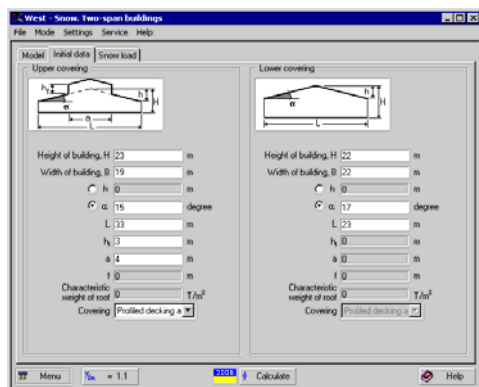 West - Snow. Two-span buildings
File Mode Settings Service Help
Model Initial data Snow load
Upper covering
h h H α a L
Height of building, H 23 m
Width of building, B 19 m
h 0 m
α 15 degree
L 33 m
h 3 m
a 4 m
f 0 m
Characteristic weight of roof 0 T/m²
Covering Profiled decking a
Lower covering
α h H L
Height of building, H 22 m
Width of building, B 22 m
h 0 m
α 17 degree
L 23 m
h 0 m
a 0 m
f 0 m
Characteristic weight of roof 0 T/m²
Covering Profiled decking a
Menu = 1.1 Calculate Help